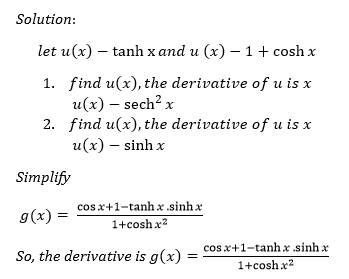 Solution:
let u(x) − tanh x and u (x) − 1 + cosh x
1. find u(x), the derivative of u is x
u(x) − sech² x
2. find u(x), the derivative of u is x
u(x) − sinh x
Simplify
g(x) = cos x+1−tanh x .sinh x / 1+cosh x²
So, the derivative is g(x) = cos x+1−tanh x .sinh x / 1+cosh x²